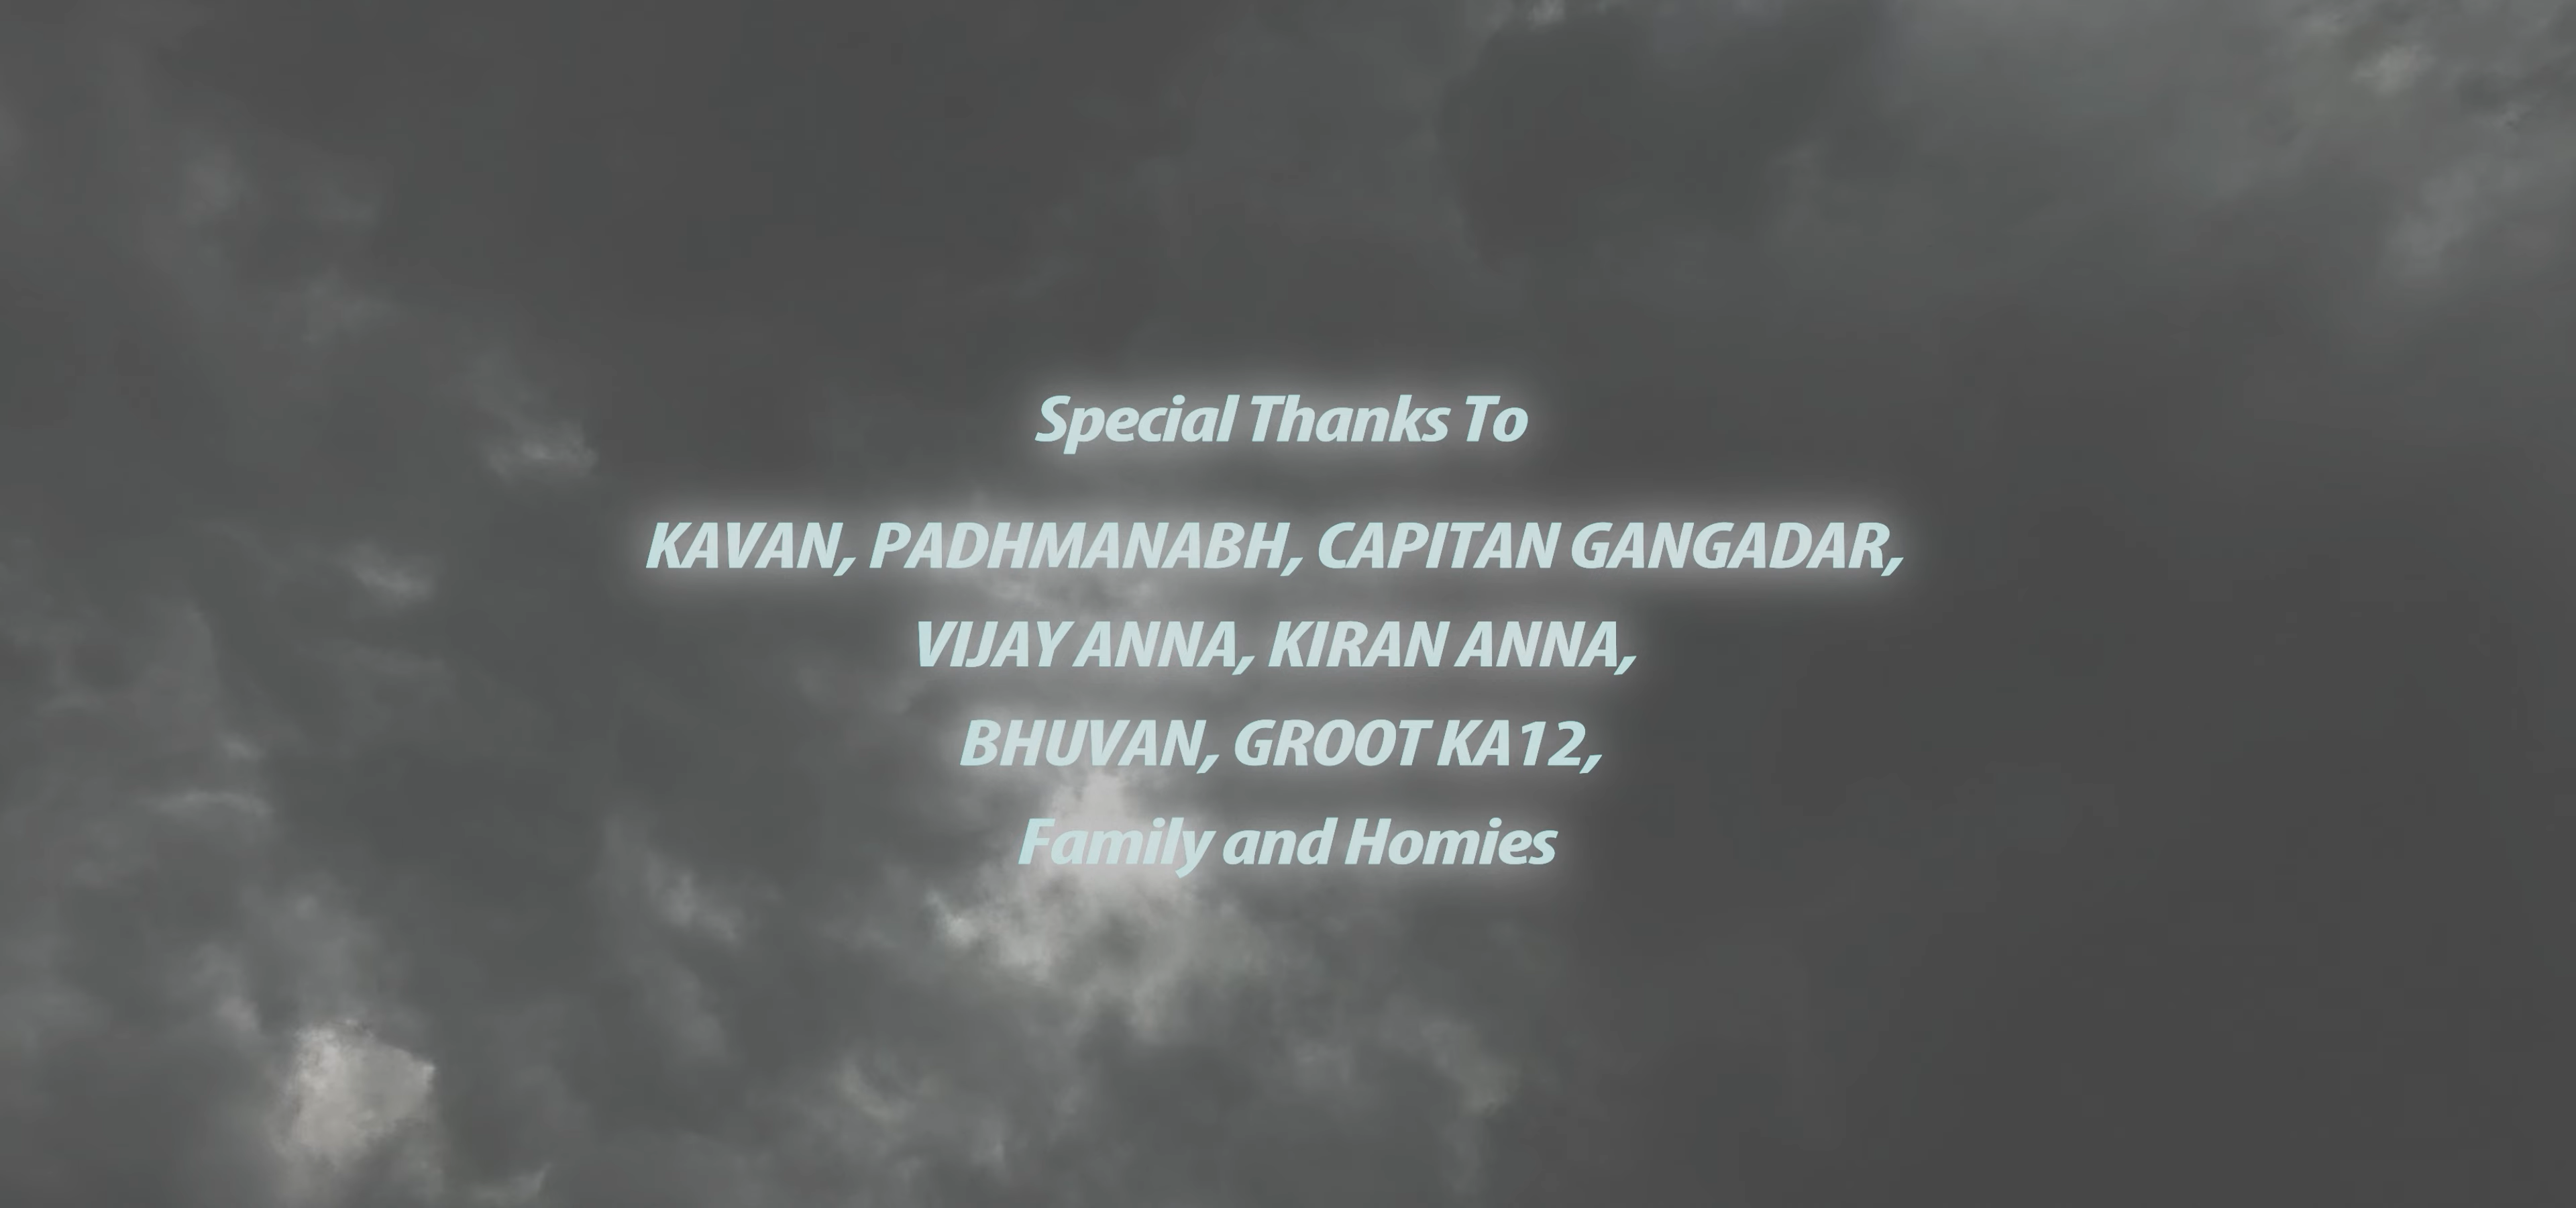 Special Thanks To
KAVAN, PADHMANABH, CAPITAN GANGADAR,
VIJAY ANNA, KIRAN ANNA,
BHUVAN, GROOT KA12,
Family and Homies